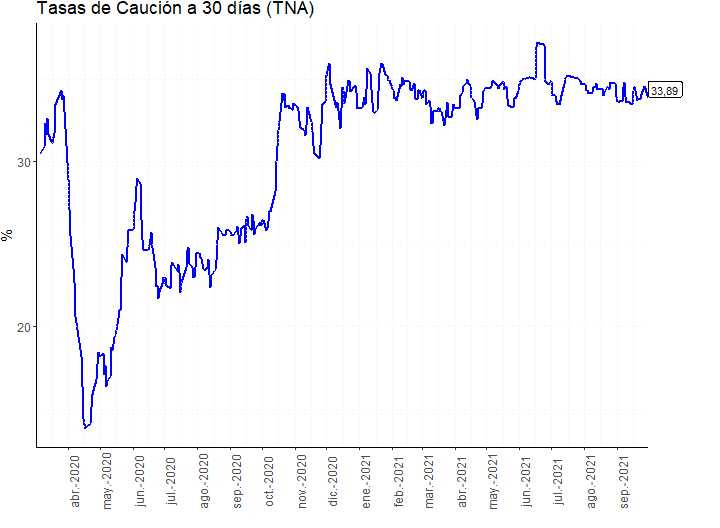 Tasas de Caución a 30 días (TNA)
33,89
30
%
20
abr.-2020
may.-2020
jun.-2020
jul.-2020
ago.-2020
sep.-2020
oct.-2020
nov.-2020
dic.-2020
ene.-2021
feb.-2021
mar.-2021
abr.-2021
may.-2021
jun.-2021
jul.-2021
ago.-2021
sep.-2021